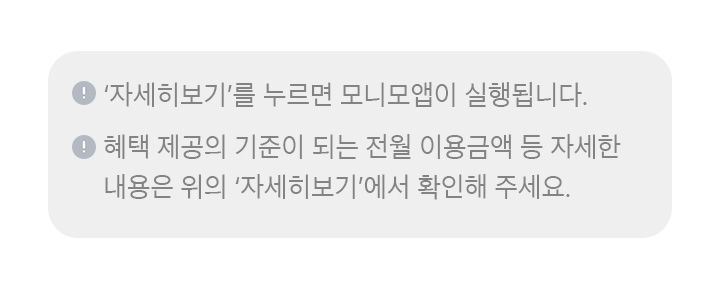 ‘자세히보기’를 누르면 모니모앱이 실행됩니다.
혜택 제공의 기준이 되는 전월 이용금액 등 자세한
내용은 위의 ‘자세히보기’에서 확인해 주세요.